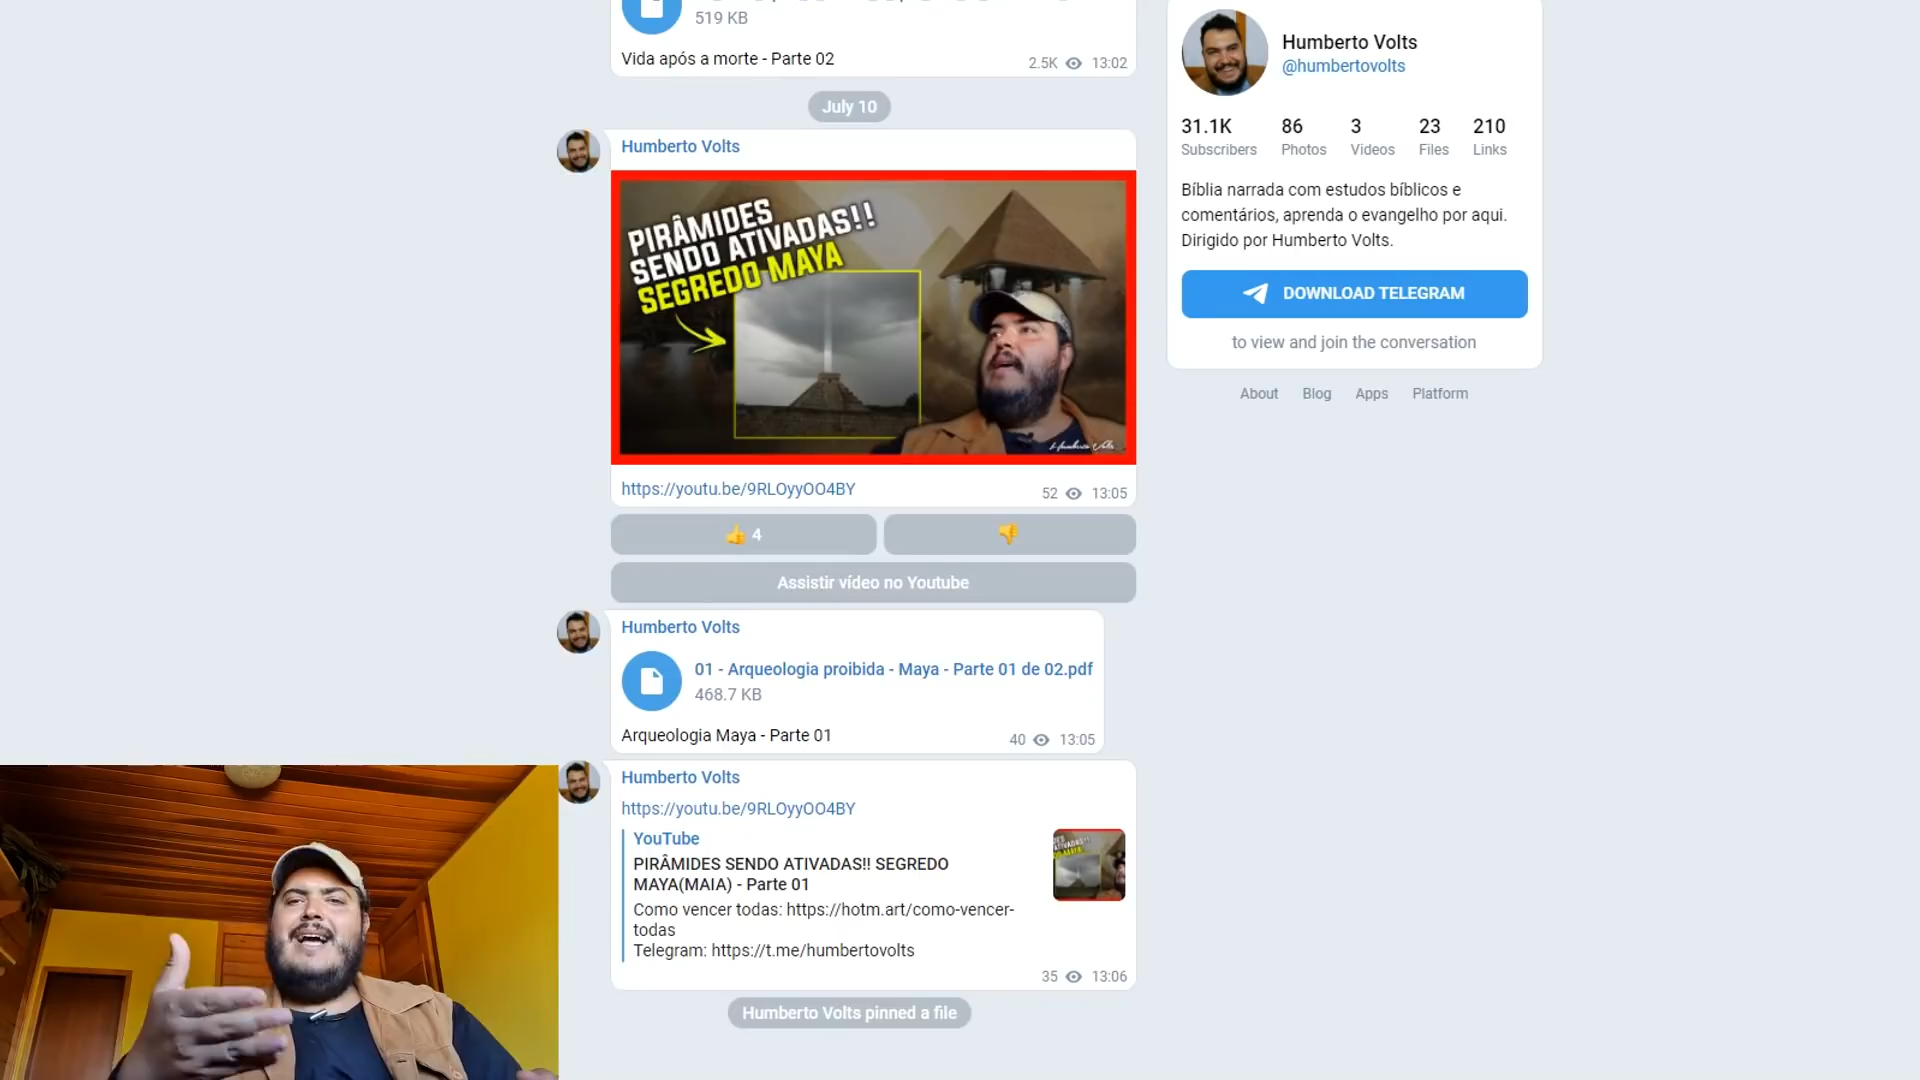 519 KB
Vida após a morte - Parte 02
2.5K 13:02
July 10
Humberto Volts
PIRÂMIDES
SENDO ATIVADAS!!
SEGREDO MAYA
Humberto Volts
https://youtu.be/9RLOyyOO4BY
52 13:05
👍 4
👎
Assistir vídeo no Youtube
Humberto Volts
01 - Arqueologia proibida - Maya - Parte 01 de 02.pdf
468.7 KB
Arqueologia Maya - Parte 01
40 13:05
Humberto Volts
https://youtu.be/9RLOyyOO4BY
YouTube
PIRÂMIDES SENDO ATIVADAS!! SEGREDO
MAYA(MAIA) - Parte 01
Como vencer todas: https://hotm.art/como-vencer-
todas
Telegram: https://t.me/humbertovolts
35 13:06
Humberto Volts pinned a file
Humberto Volts
@humbertovolts
31.1K 86 3 23 210
Subscribers Photos Videos Files Links
Bíblia narrada com estudos bíblicos e
comentários, aprenda o evangelho por aqui.
Dirigido por Humberto Volts.
DOWNLOAD TELEGRAM
to view and join the conversation
About Blog Apps Platform